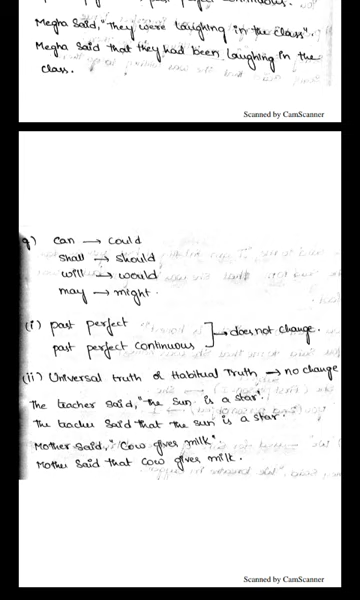 Megha said, "They were laughing in the class".
Megha said that they had been laughing in the
class.
Scanned by CamScanner
9) can → could
shall → should
will → would
may → might.
(i) past perfect
past perfect continuous ] → does not change.
(ii) Universal truth & Habitual Truth → no change
The teacher said, "the sun is a star".
The teacher said that the sun is a star.
Mother said, "Cow gives milk".
Mother said that cow gives milk.
Scanned by CamScanner